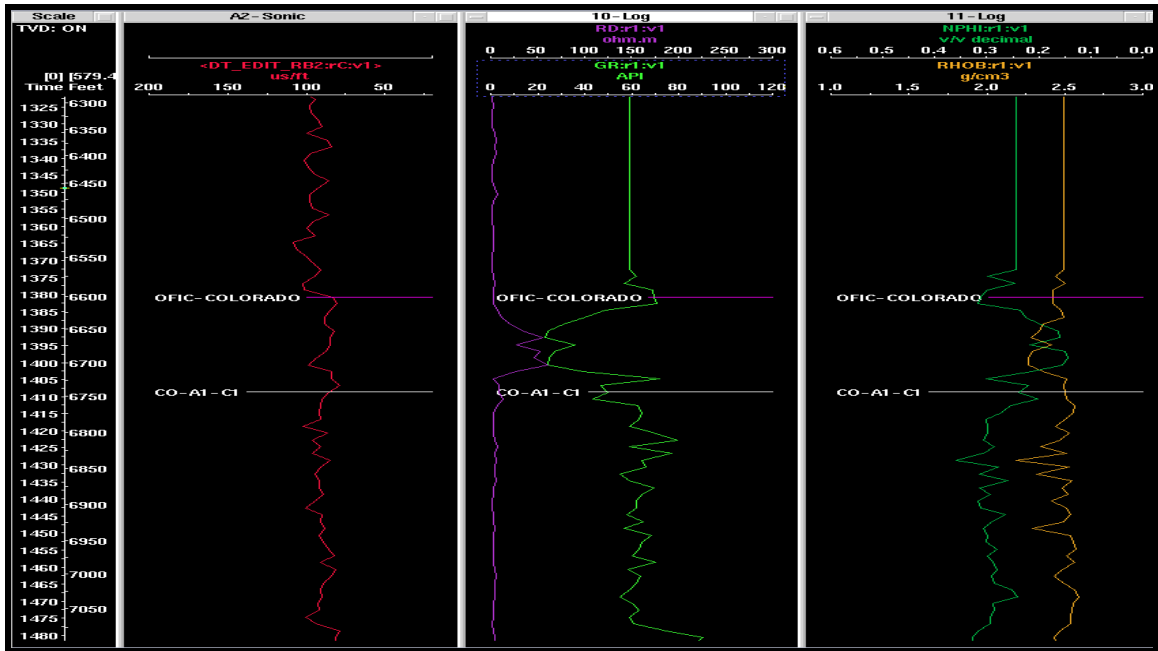 Scale
TVD: ON
[0] [579.4
Time Feet
1325 6300
1330 6350
1335
1340 6400
1345 6450
1350
1355 6500
1360
1365 6550
1370
1375
1380 6600
1385
1390 6650
1395
1400 6700
1405
1410 6750
1415
1420 6800
1425
1430 6850
1435
1440 6900
1445
1450 6950
1455
1460 7000
1465
1470 7050
1475
1480
A2-Sonic
<DT_EDIT_RB2:rC:v1>
us/ft
200 150 100 50
OFIC-COLORADO
CO-A1-C1
10-Log
RD:r1:v1
ohm.m
0 50 100 150 200 250 300
GR:r1:v1
API
0 20 40 60 80 100 120
OFIC-COLORADO
CO-A1-C1
11-Log
NPHI:r1:v1
v/v decimal
0.6 0.5 0.4 0.3 0.2 0.1 0.0
RHOB:r1:v1
g/cm3
1.0 1.5 2.0 2.5 3.0
OFIC-COLORADO
CO-A1-C1